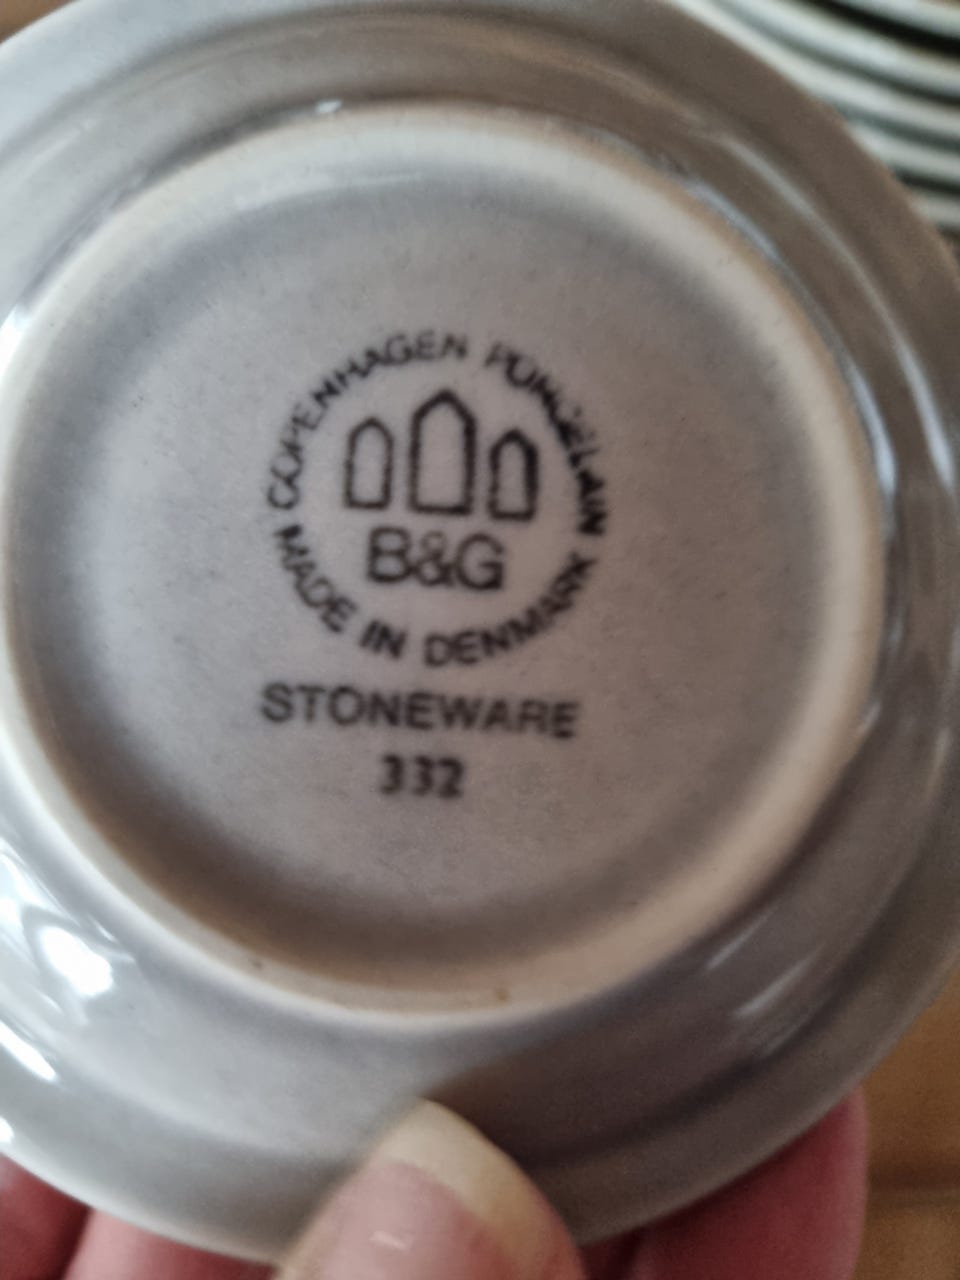 COPENHAGEN PORCELAIN
B&G
MADE IN DENMARK
STONEWARE
332